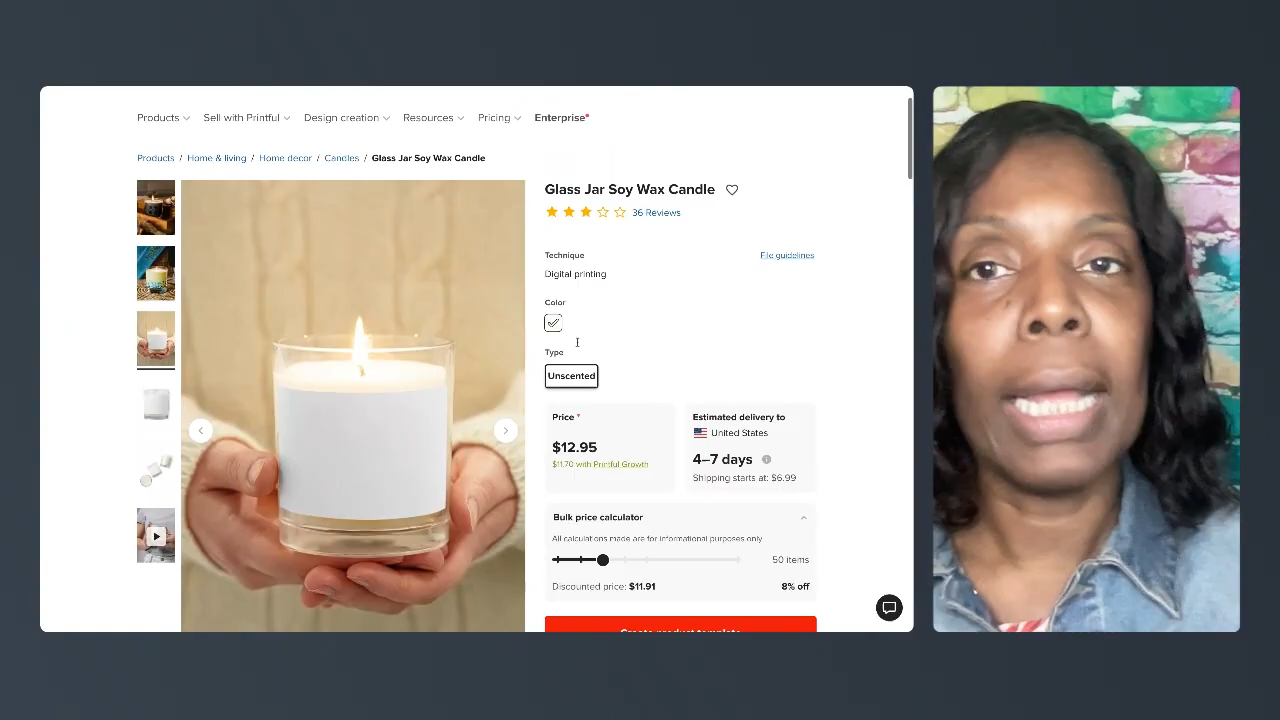 Products Sell with Printful Design creation Resources Pricing Enterprise*
Products / Home & living / Home decor / Candles / Glass Jar Soy Wax Candle
Glass Jar Soy Wax Candle
36 Reviews
Technique File guidelines
Digital printing
Color
Type
Unscented
Price *
$12.95
$11.70 with Printful Growth
Estimated delivery to
United States
4–7 days
Shipping starts at: $6.99
Bulk price calculator
All calculations made are for informational purposes only
50 items
Discounted price: $11.91 8% off
Create product template